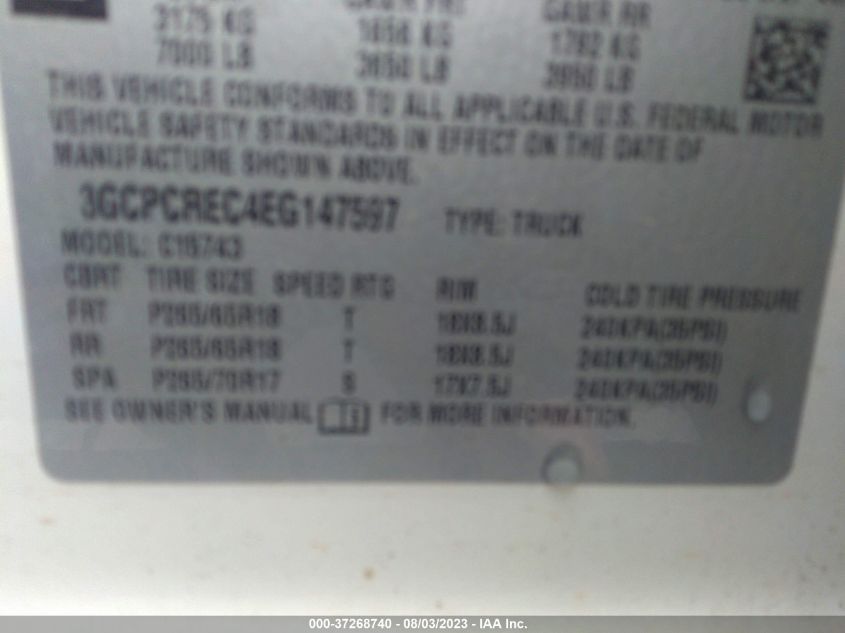 GAWR RR
3175 KG 1656 KG 1792 KG
7000 LB 3650 LB 3950 LB
THIS VEHICLE CONFORMS TO ALL APPLICABLE U.S. FEDERAL MOTOR
VEHICLE SAFETY STANDARDS IN EFFECT ON THE DATE OF
MANUFACTURE SHOWN ABOVE.
3GCPCREC4EG147597 TYPE: TRUCK
MODEL: C15743
TIRE SIZE SPEED RTG RIM COLD TIRE PRESSURE
FRT P265/65R18 T 18X8.5J 240KPA(35PSI)
RR P265/65R18 T 18X8.5J 240KPA(35PSI)
SPA P265/70R17 S 17X7.5J 240KPA(35PSI)
SEE OWNER'S MANUAL FOR MORE INFORMATION.
000-37268740 - 08/03/2023 - IAA Inc.